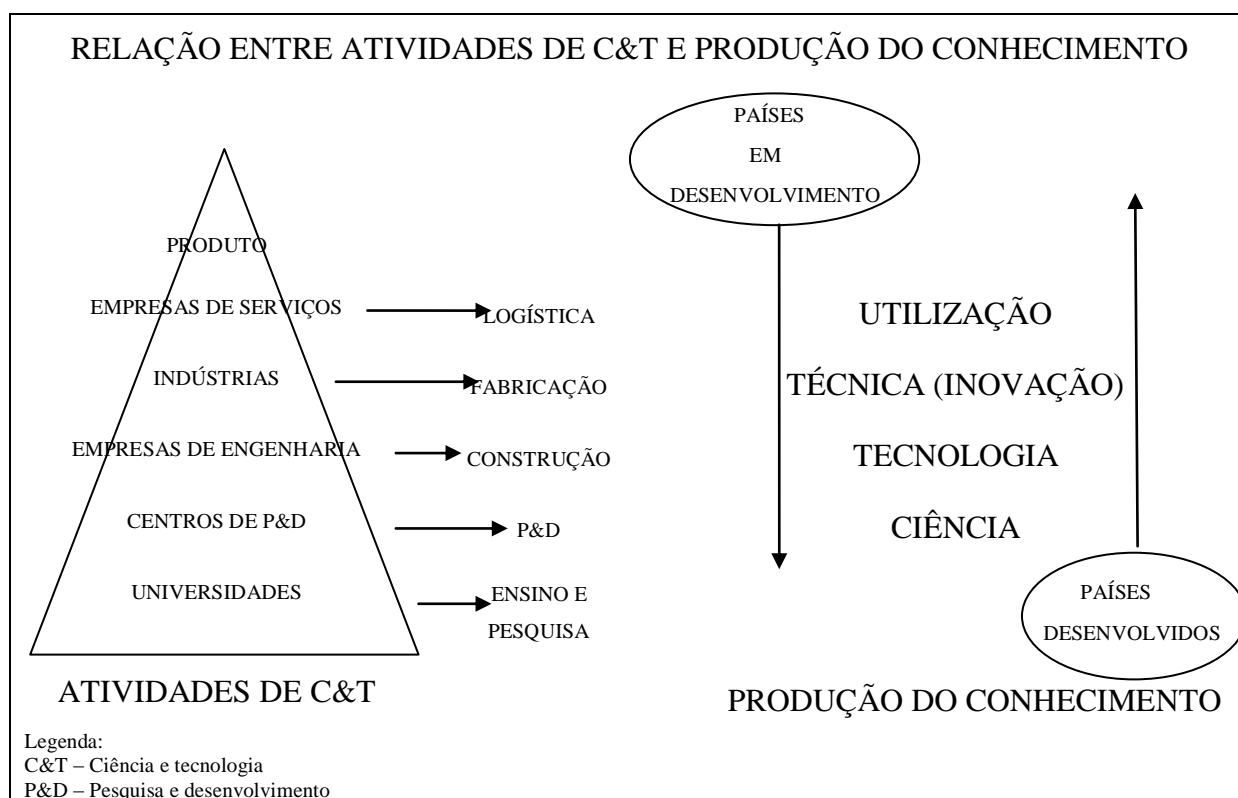 RELAÇÃO ENTRE ATIVIDADES DE C&T E PRODUÇÃO DO CONHECIMENTO
PRODUTO
EMPRESAS DE SERVIÇOS
LOGÍSTICA
INDÚSTRIAS
FABRICAÇÃO
EMPRESAS DE ENGENHARIA
CONSTRUÇÃO
CENTROS DE P&D
P&D
UNIVERSIDADES
ENSINO E
PESQUISA
ATIVIDADES DE C&T
PAÍSES
EM
DESENVOLVIMENTO
UTILIZAÇÃO
TÉCNICA (INOVAÇÃO)
TECNOLOGIA
CIÊNCIA
PAÍSES
DESENVOLVIDOS
PRODUÇÃO DO CONHECIMENTO
Legenda:
C&T – Ciência e tecnologia
P&D – Pesquisa e desenvolvimento